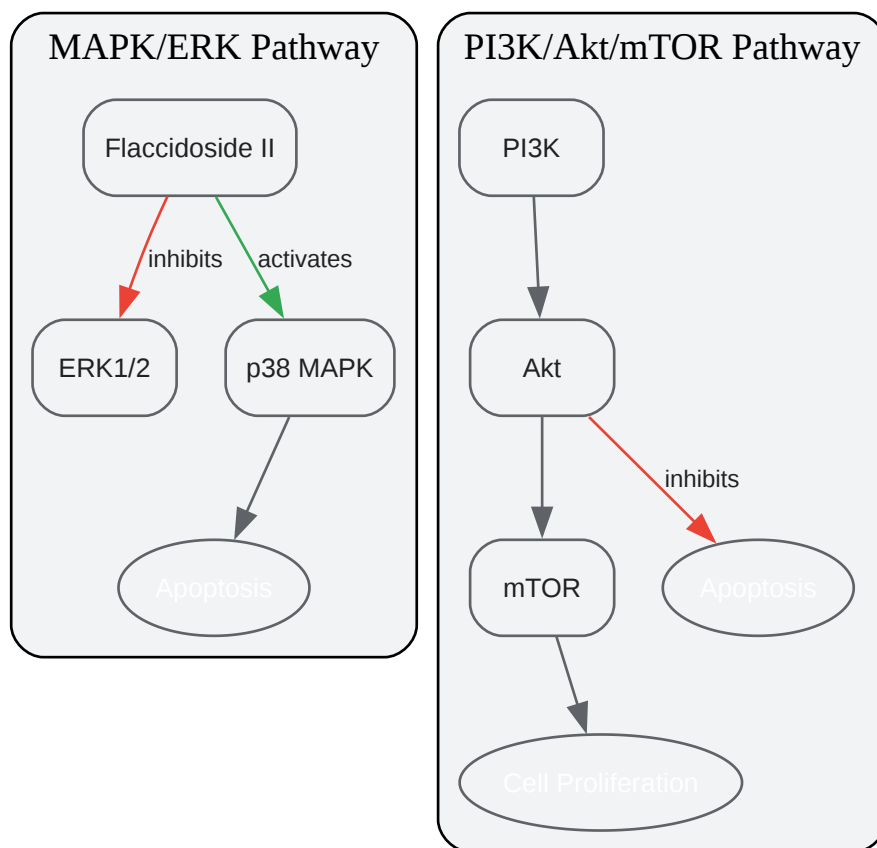 MAPK/ERK Pathway
Flaccidoside II
inhibits
activates
ERK1/2
p38 MAPK
Apoptosis
PI3K/Akt/mTOR Pathway
PI3K
Akt
inhibits
mTOR
Apoptosis
Cell Proliferation